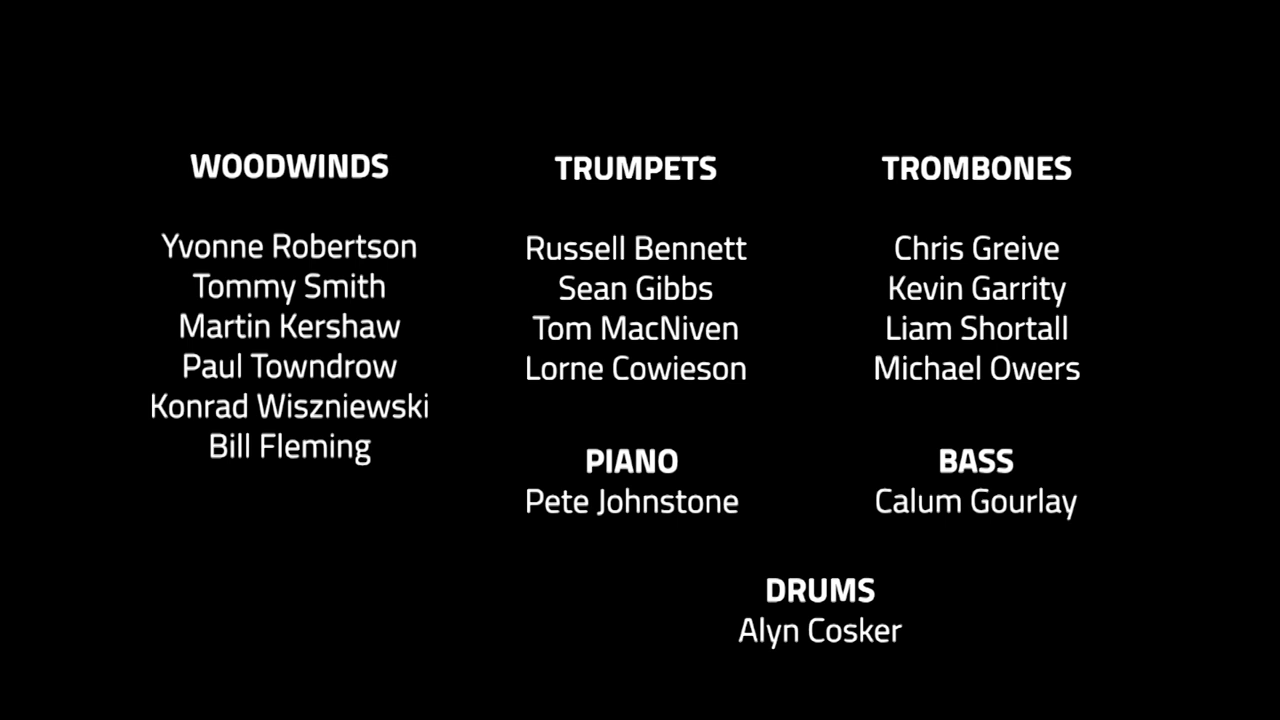 WOODWINDS
Yvonne Robertson
Tommy Smith
Martin Kershaw
Paul Towndrow
Konrad Wiszniewski
Bill Fleming
TRUMPETS
Russell Bennett
Sean Gibbs
Tom MacNiven
Lorne Cowieson
TROMBONES
Chris Greive
Kevin Garrity
Liam Shortall
Michael Owers
PIANO
Pete Johnstone
BASS
Calum Gourlay
DRUMS
Alyn Cosker